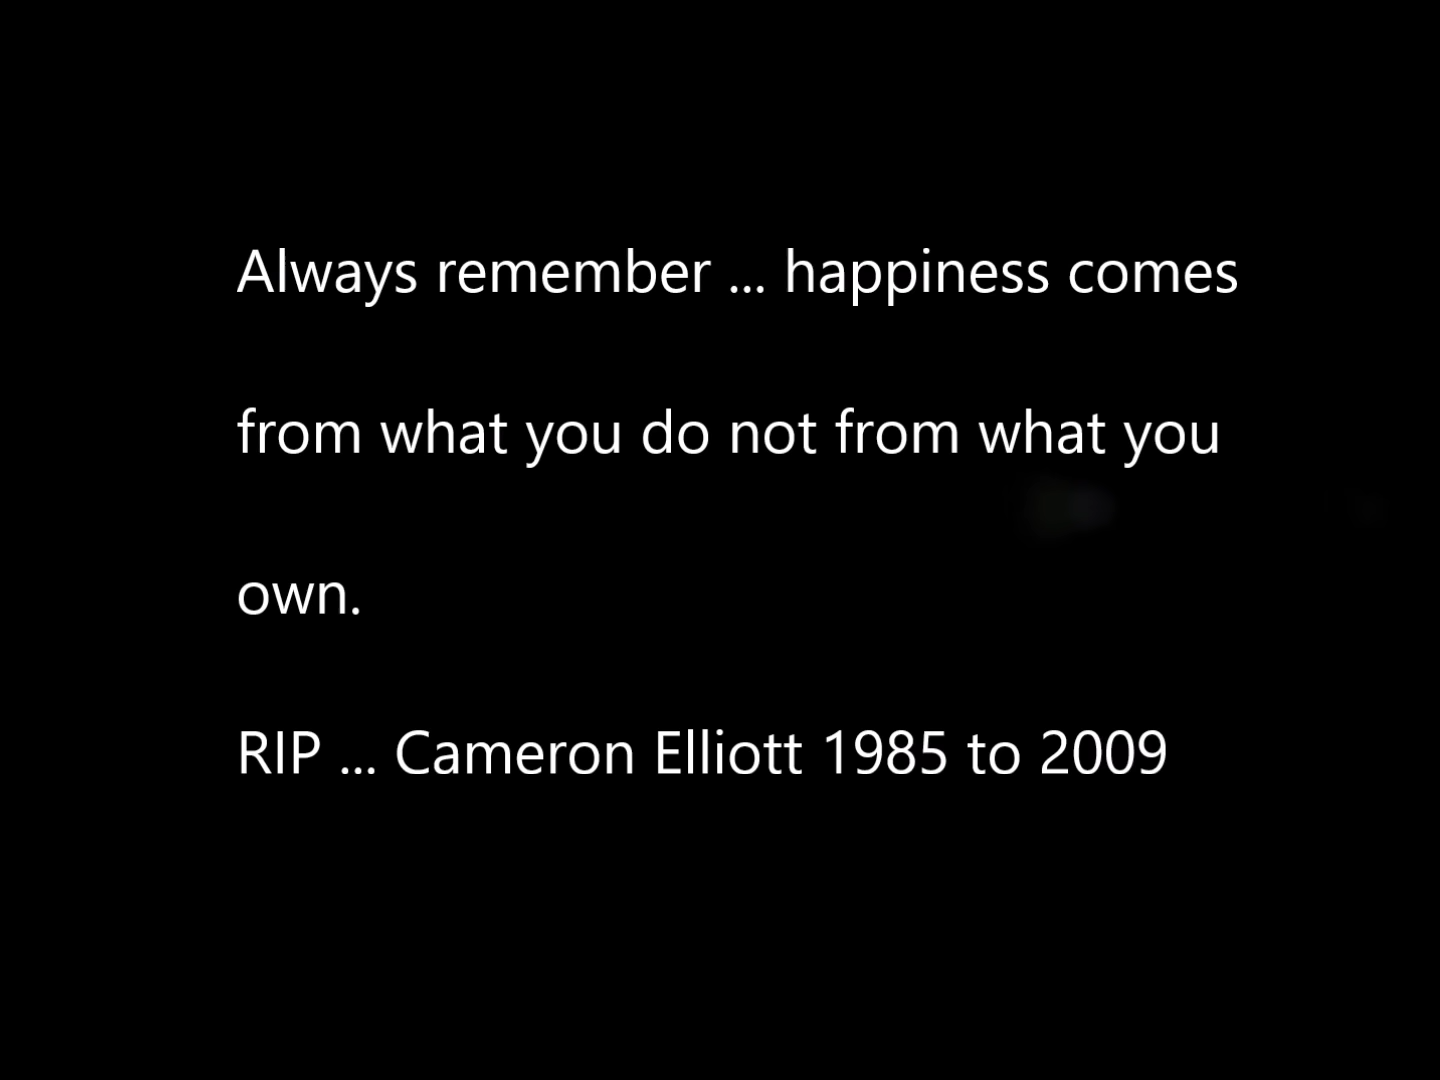 Always remember ... happiness comes
from what you do not from what you
own.
RIP ... Cameron Elliott 1985 to 2009